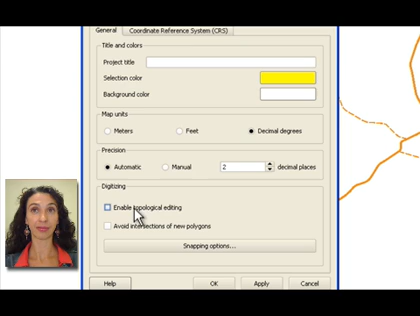 General
Coordinate Reference System (CRS)
Title and colors
Project title
Selection color
Background color
Map units
Meters
Feet
Decimal degrees
Precision
Automatic
Manual
2
decimal places
Digitizing
Enable topological editing
Avoid intersections of new polygons
Snapping options...
Help
OK
Apply
Cancel